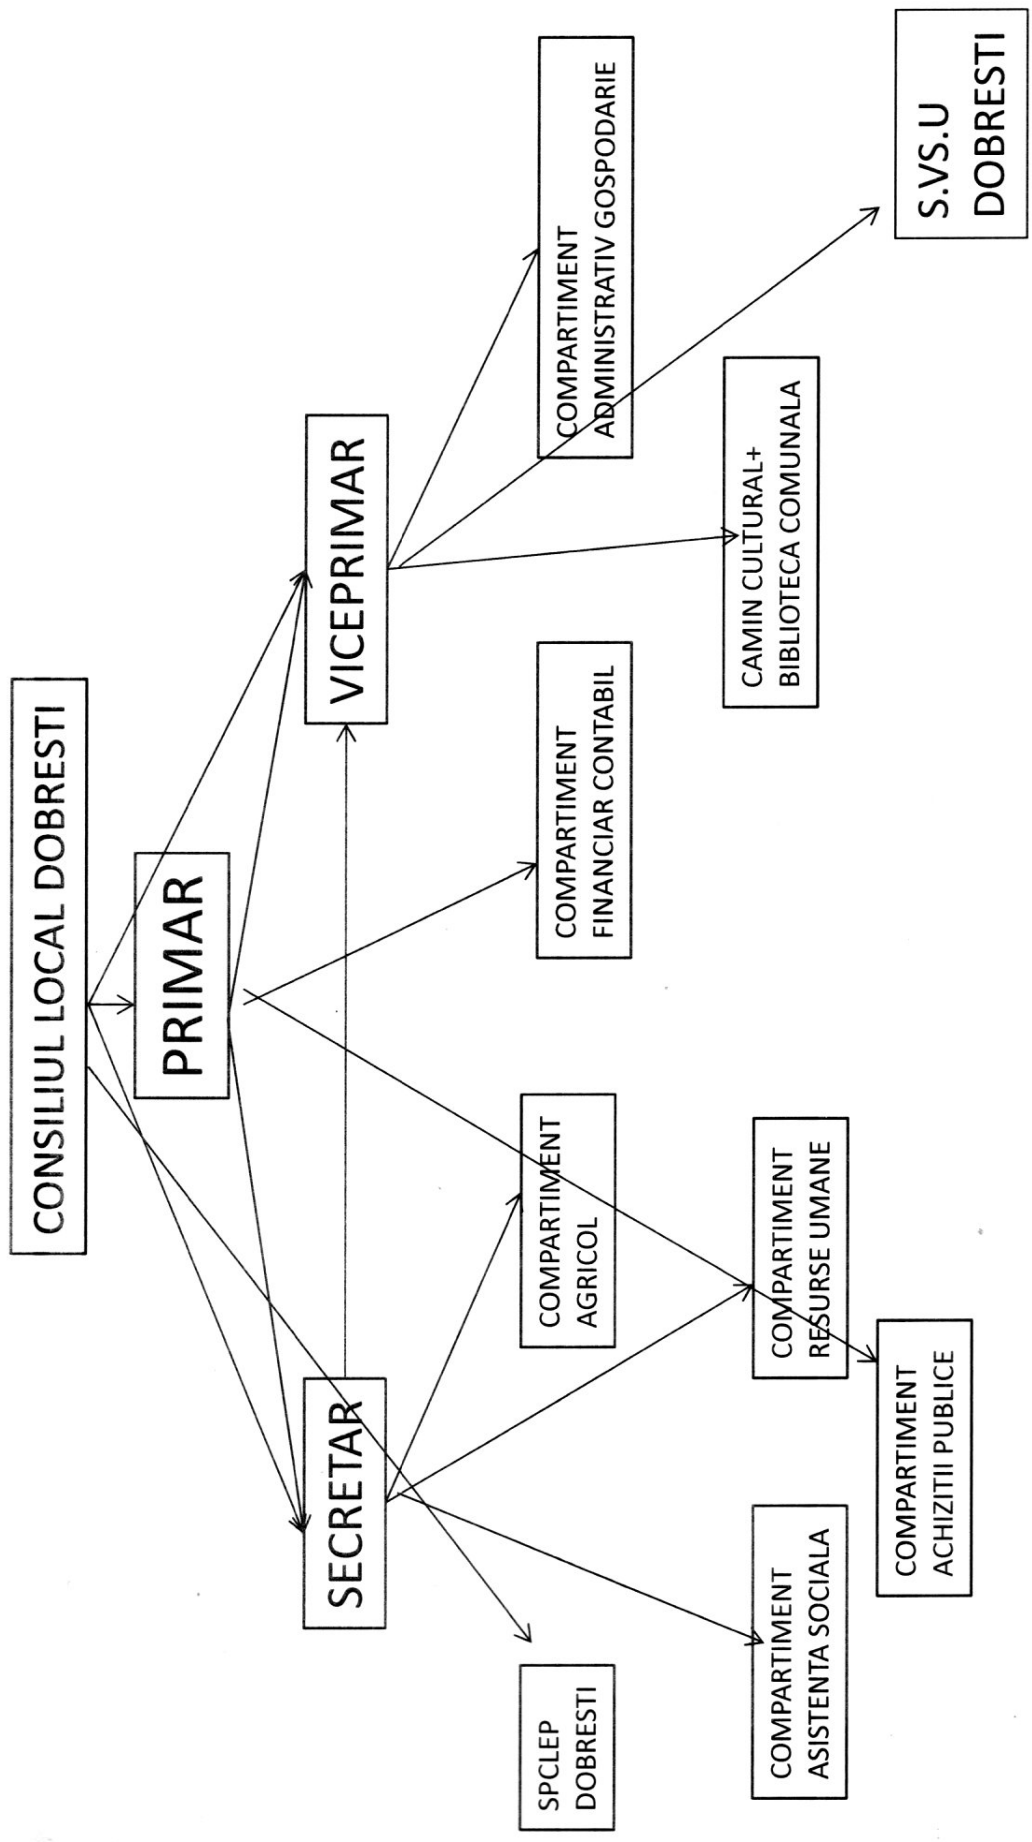 CONSILIUL LOCAL DOBRESTI
PRIMAR
SECRETAR
VICEPRIMAR
SPCLEP
DOBRESTI
COMPARTIMENT
AGRICOL
COMPARTIMENT
FINANCIAR CONTABIL
COMPARTIMENT
ADMINISTRATIV GOSPODARIE
COMPARTIMENT
ASISTENTA SOCIALA
COMPARTIMENT
RESURSE UMANE
CAMIN CULTURAL+
BIBLIOTECA COMUNALA
COMPARTIMENT
ACHIZITII PUBLICE
S.VS.U
DOBRESTI